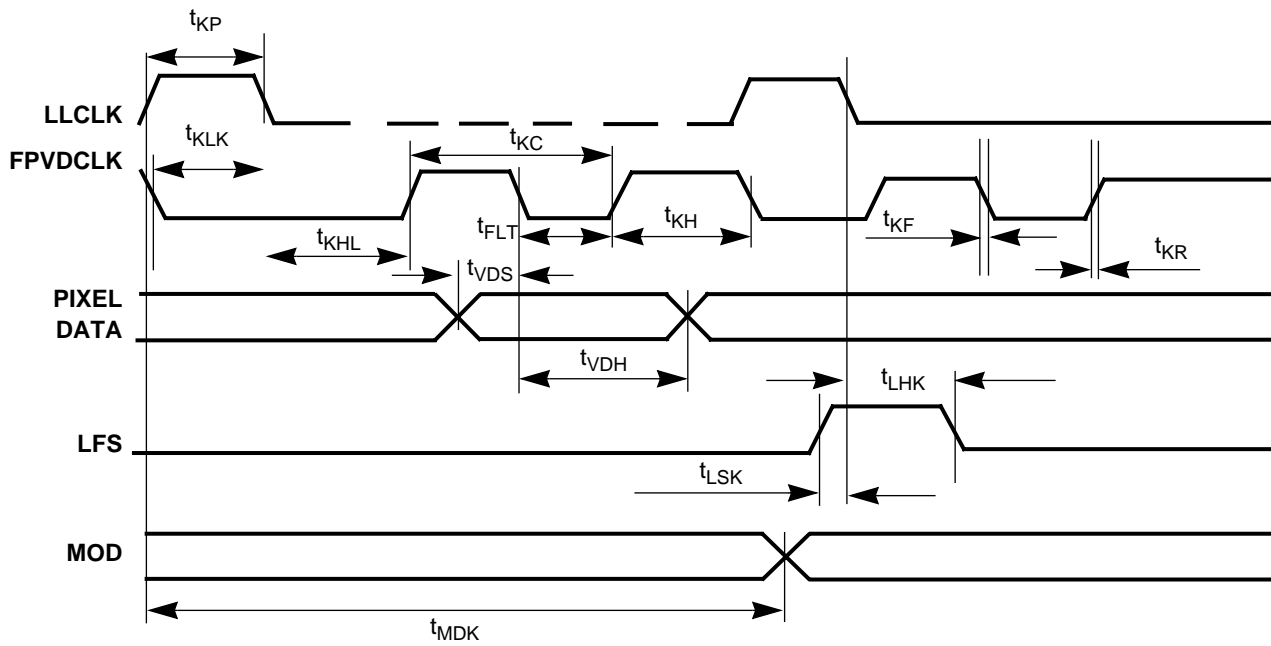 tKP
LLCLK
tKLK
tKC
FPVDCLK
tKHL
tFLT
tKH
tKF
tKR
tVDS
PIXEL
DATA
tVDH
tLHK
LFS
tLSK
MOD
tMDK